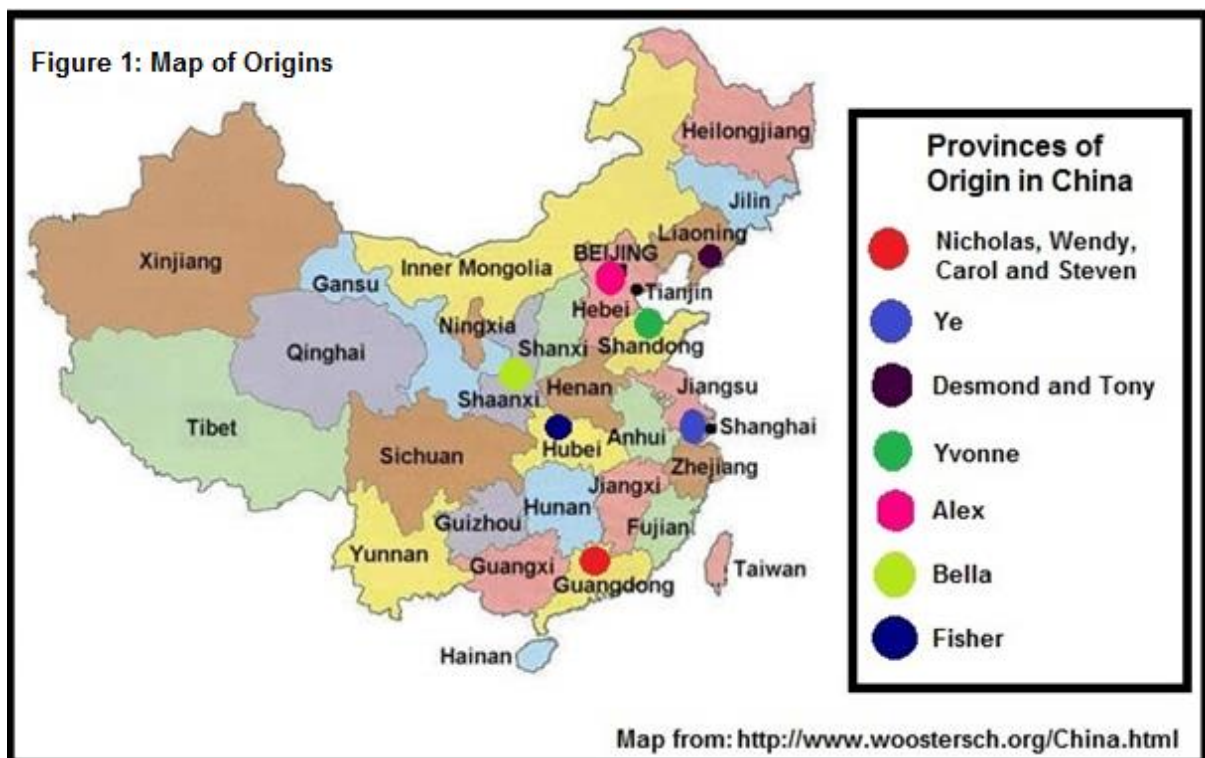 Figure 1: Map of Origins
Heilongjiang
Jilin
Liaoning
BEIJING
Xinjiang
Inner Mongolia
Gansu
Tianjin
Hebei
Ningxia
Shanxi
Shandong
Qinghai
Henan
Jiangsu
Shaanxi
Tibet
Shanghai
Anhui
Hubei
Sichuan
Zhejiang
Jiangxi
Hunan
Guizhou
Fujian
Yunnan
Guangxi
Guangdong
Taiwan
Hainan
Provinces of
Origin in China
Nicholas, Wendy,
Carol and Steven
Ye
Desmond and Tony
Yvonne
Alex
Bella
Fisher
Map from: http://www.woostersch.org/China.html